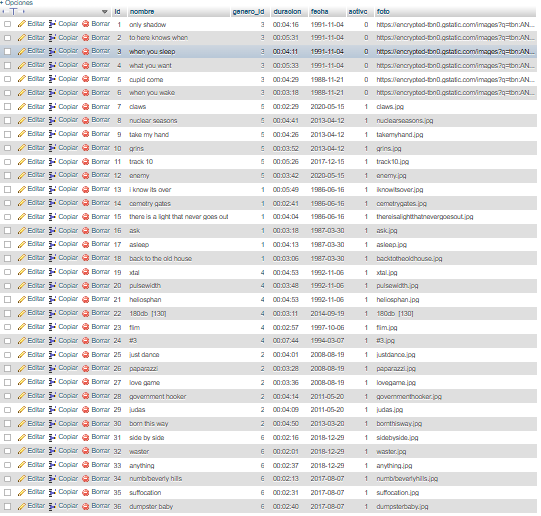 + Opciones
id nombre genero_id duracion fecha activo foto
Editar Copiar Borrar 1 only shadow 3 00:04:16 1991-11-04 0 https://encrypted-tbn0.gstatic.com/images?q=tbn:AN...
Editar Copiar Borrar 2 to here knows when 3 00:05:31 1991-11-04 0 https://encrypted-tbn0.gstatic.com/images?q=tbn:AN...
Editar Copiar Borrar 3 when you sleep 3 00:04:11 1991-11-04 0 https://encrypted-tbn0.gstatic.com/images?q=tbn:AN...
Editar Copiar Borrar 4 what you want 3 00:05:33 1991-11-04 0 https://encrypted-tbn0.gstatic.com/images?q=tbn:AN...
Editar Copiar Borrar 5 cupid come 3 00:04:29 1988-11-21 0 https://encrypted-tbn0.gstatic.com/images?q=tbn:AN...
Editar Copiar Borrar 6 when you wake 3 00:03:18 1988-11-21 0 https://encrypted-tbn0.gstatic.com/images?q=tbn:AN...
Editar Copiar Borrar 7 claws 5 00:02:29 2020-05-15 1 claws.jpg
Editar Copiar Borrar 8 nuclear seasons 5 00:04:41 2013-04-12 1 nuclearseasons.jpg
Editar Copiar Borrar 9 take my hand 5 00:04:26 2013-04-12 1 takemyhand.jpg
Editar Copiar Borrar 10 grins 5 00:03:52 2013-04-12 1 grins.jpg
Editar Copiar Borrar 11 track 10 5 00:05:26 2017-12-15 1 track10.jpg
Editar Copiar Borrar 12 enemy 5 00:03:42 2020-05-15 1 enemy.jpg
Editar Copiar Borrar 13 i know its over 1 00:05:49 1986-06-16 1 iknowitsover.jpg
Editar Copiar Borrar 14 cemetry gates 1 00:02:41 1986-06-16 1 cemetrygates.jpg
Editar Copiar Borrar 15 there is a light that never goes out 1 00:04:04 1986-06-16 1 thereisalightthatnevergoesout.jpg
Editar Copiar Borrar 16 ask 1 00:03:18 1987-03-30 1 ask.jpg
Editar Copiar Borrar 17 asleep 1 00:04:13 1987-03-30 1 asleep.jpg
Editar Copiar Borrar 18 back to the old house 1 00:03:06 1987-03-30 1 backtotheoldhouse.jpg
Editar Copiar Borrar 19 xtal 4 00:04:53 1992-11-06 1 xtal.jpg
Editar Copiar Borrar 20 pulsewidth 4 00:03:48 1992-11-06 1 pulsewidth.jpg
Editar Copiar Borrar 21 heliosphan 4 00:04:53 1992-11-06 1 heliosphan.jpg
Editar Copiar Borrar 22 180db_[130] 4 00:03:11 2014-09-19 1 180db_[130]
Editar Copiar Borrar 23 film 4 00:02:57 1997-10-06 1 film.jpg
Editar Copiar Borrar 24 #3 4 00:07:44 1994-03-07 1 #3.jpg
Editar Copiar Borrar 25 just dance 2 00:04:01 2008-08-19 1 justdance.jpg
Editar Copiar Borrar 26 paparazzi 2 00:03:28 2008-08-19 1 paparazzi.jpg
Editar Copiar Borrar 27 love game 2 00:03:36 2008-08-19 1 lovegame.jpg
Editar Copiar Borrar 28 government hooker 2 00:04:14 2011-05-20 1 governmenthooker.jpg
Editar Copiar Borrar 29 judas 2 00:04:09 2011-05-20 1 judas.jpg
Editar Copiar Borrar 30 born this way 2 00:04:50 2013-03-20 1 bornthisway.jpg
Editar Copiar Borrar 31 side by side 6 00:02:16 2018-12-29 1 sidebyside.jpg
Editar Copiar Borrar 32 waster 6 00:02:01 2018-12-29 1 waster.jpg
Editar Copiar Borrar 33 anything 6 00:02:37 2018-12-29 1 anything.jpg
Editar Copiar Borrar 34 numb/beverly hills 6 00:02:13 2017-08-07 1 numb/beverlyhills.jpg
Editar Copiar Borrar 35 suffocation 6 00:02:31 2017-08-07 1 suffocation.jpg
Editar Copiar Borrar 36 dumpster baby 6 00:02:40 2017-08-07 1 dumpsterbaby.jpg